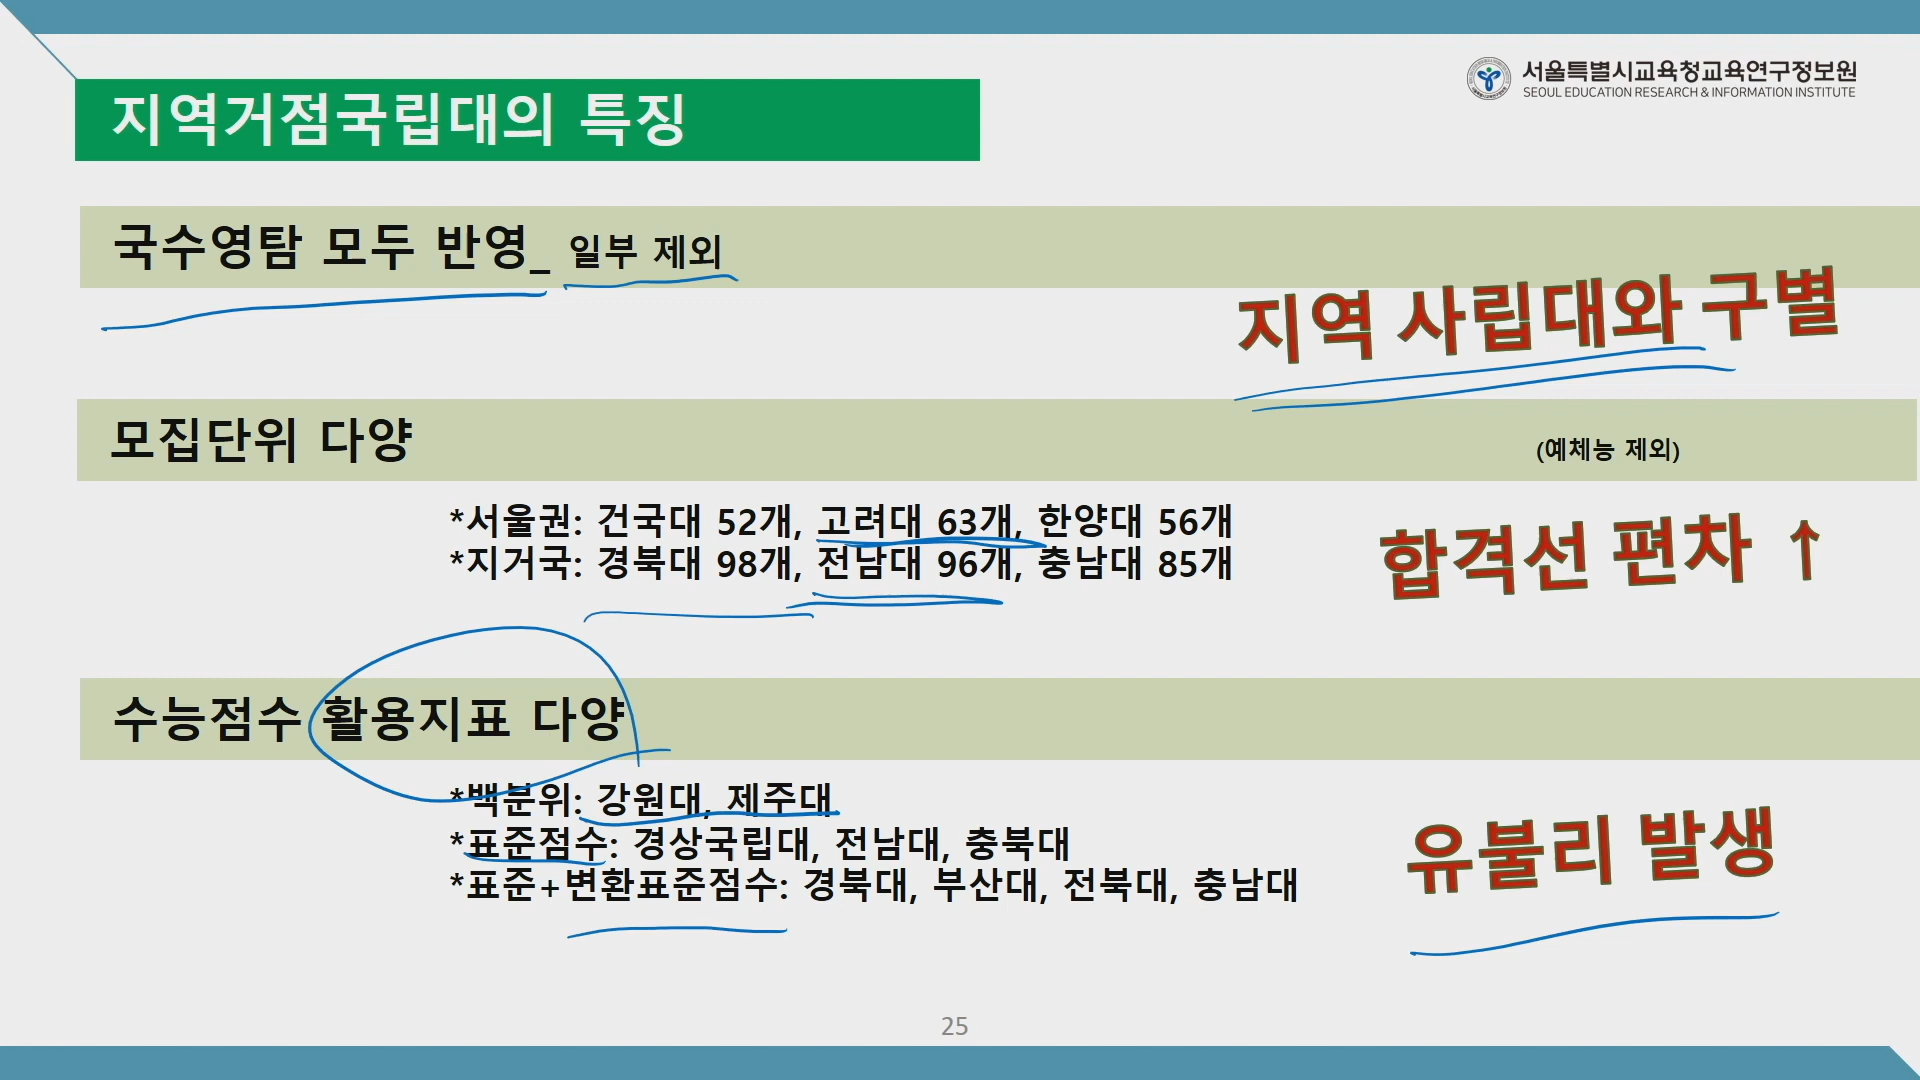 서울특별시교육청교육연구정보원
SEOUL EDUCATION RESEARCH & INFORMATION INSTITUTE
지역거점국립대의 특징
국수영탐 모두 반영_ 일부 제외
지역 사립대와 구별
모집단위 다양
(예체능 제외)
*서울권: 건국대 52개, 고려대 63개, 한양대 56개
*지거국: 경북대 98개, 전남대 96개, 충남대 85개
합격선 편차 ↑
수능점수 활용지표 다양
*백분위: 강원대, 제주대
*표준점수: 경상국립대, 전남대, 충북대
*표준+변환표준점수: 경북대, 부산대, 전북대, 충남대
유불리 발생
25